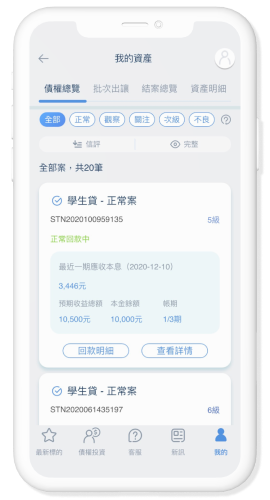 我的資產
債權總覽 批次出讓 結案總覽 資產明細
全部 正常 觀察 關注 次級 不良 ?
信評 完整
全部案，共20筆
學生貸 - 正常案
STN2020100959135 5級
正常回款中
最近一期應收本息（2020-12-10）
3,446元
預期收益總額 本金餘額 帳期
10,500元 10,000元 1/3期
回款明細 查看詳情
學生貸 - 正常案
STN2020061435197 6級
最新標的 債權投資 客服 新訊 我的